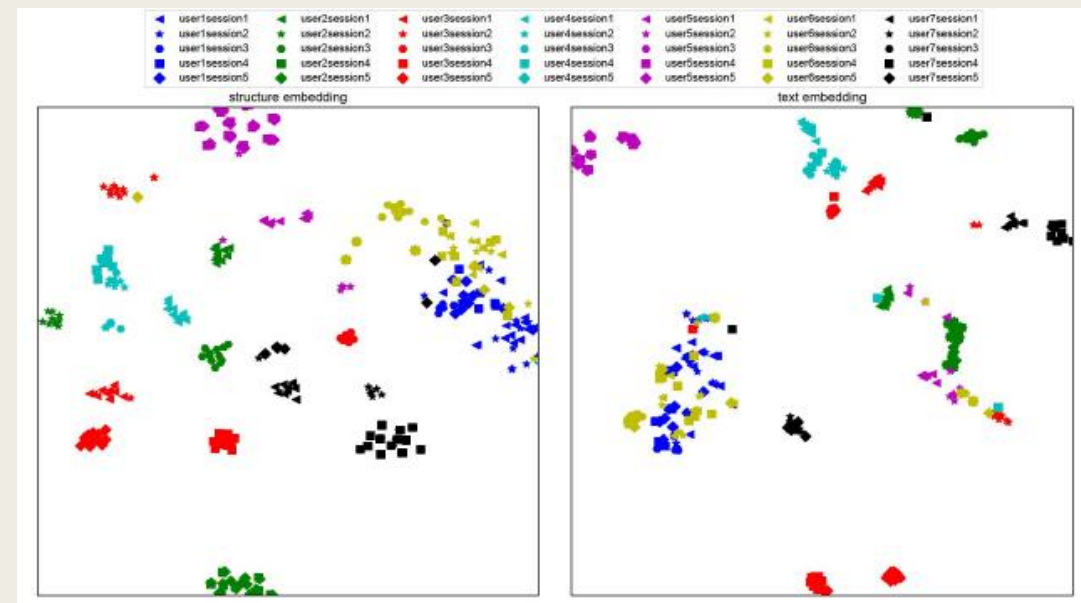 user1session1 user2session1 user3session1 user4session1 user5session1 user6session1 user7session1
user1session2 user2session2 user3session2 user4session2 user5session2 user6session2 user7session2
user1session3 user2session3 user3session3 user4session3 user5session3 user6session3 user7session3
user1session4 user2session4 user3session4 user4session4 user5session4 user6session4 user7session4
user1session5 user2session5 user3session5 user4session5 user5session5 user6session5 user7session5
structure embedding text embedding